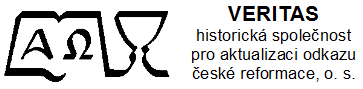 Α Ω
VERITAS
historická společnost
pro aktualizaci odkazu
české reformace, o. s.